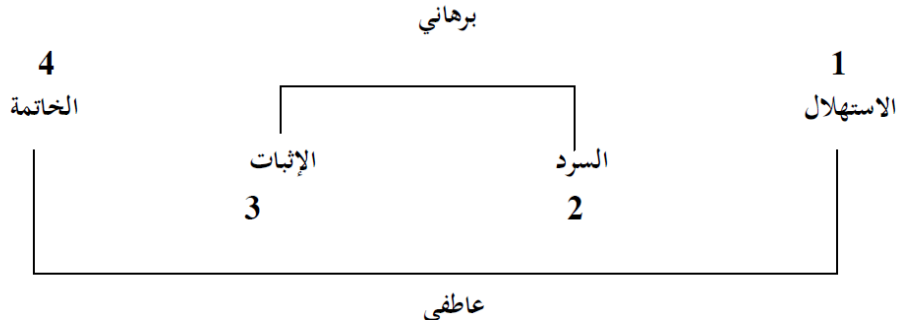 برهاني
1 4
الاستهلال الخاتمة
السرد الإثبات
2 3
عاطفي